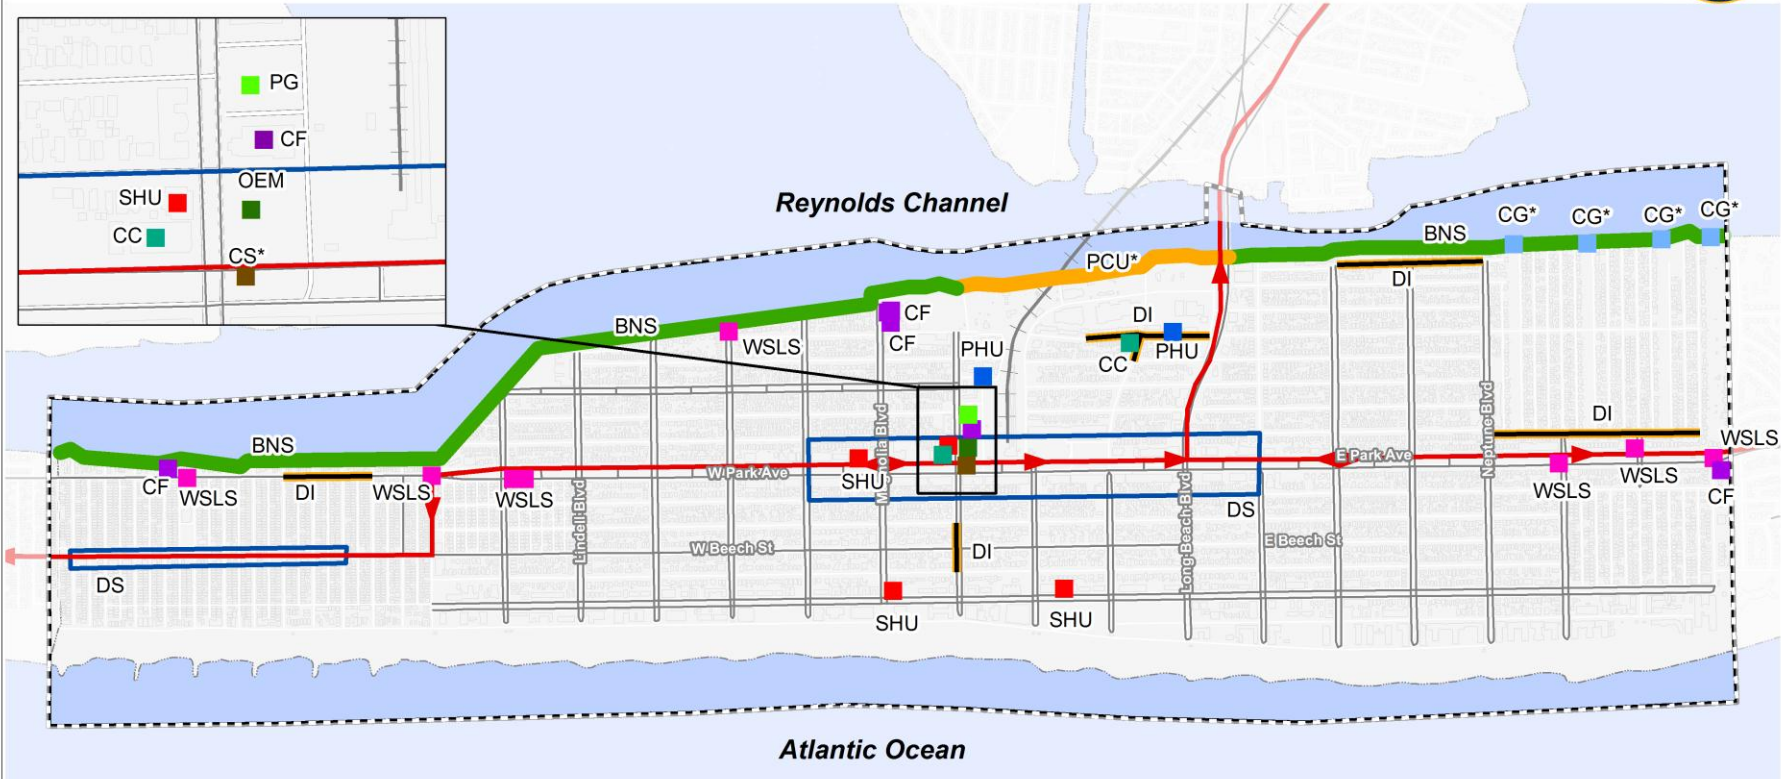 PG
CF
OEM
SHU
CC
CS*
Reynolds Channel
CG*
CG*
CG*
CG*
BNS
PCU*
DI
CF
DI
BNS
CF
WSLS
PHU
PHU
CC
Magnolia Blvd
Neptune Blvd
DI
WSLS
BNS
E Park Ave
W Park Ave
SHU
CF
WSLS
DI
WSLS
WSLS
WSLS
WSLS
CF
DS
Lindell Blvd
Long Beach Blvd
W Beech St
DI
E Beech St
DS
SHU
SHU
Atlantic Ocean